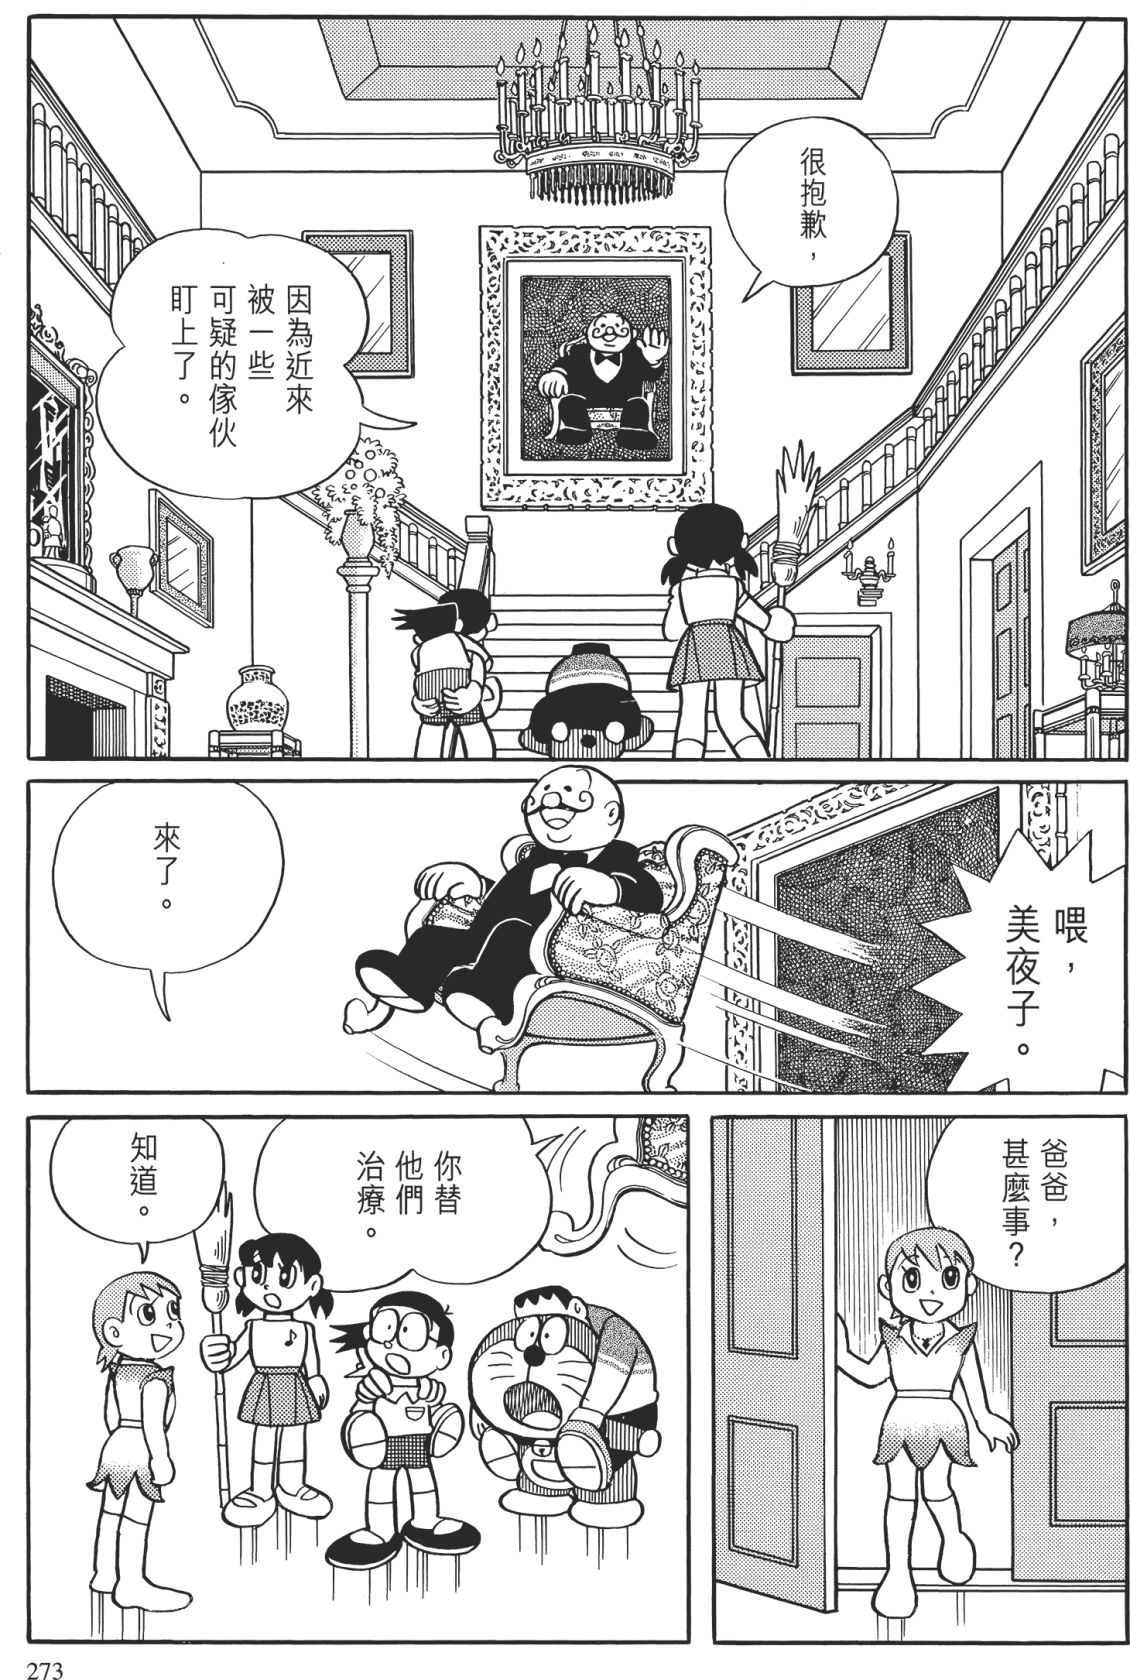 很抱歉，
因為近來
被一些
可疑的傢伙
盯上了。
喂，
美夜子。
來了。
爸爸，
甚麼事？
你替
他們
治療。
知道。
273